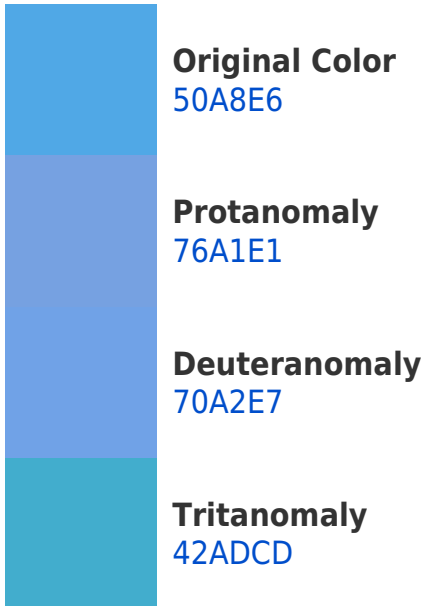 Original Color
50A8E6
Protanomaly
76A1E1
Deuteranomaly
70A2E7
Tritanomaly
42ADCD